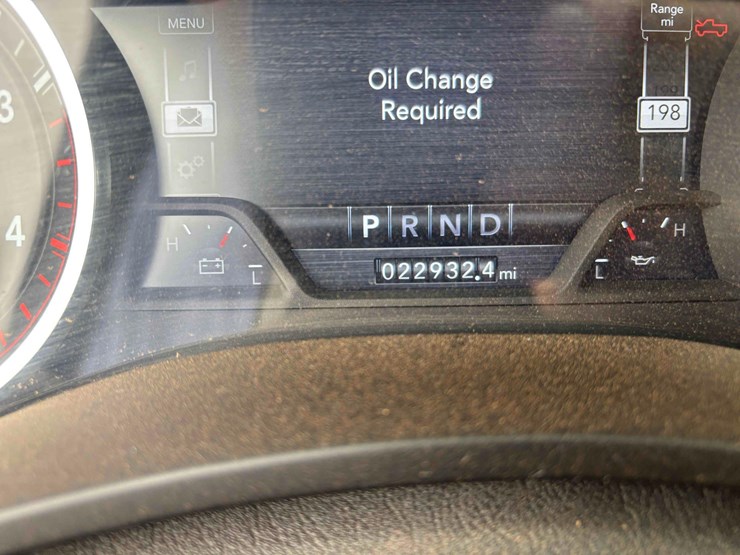 MENU
Range
mi
Oil Change
Required
198
3
4
P R N D
H
L
022932.4 mi
L
H